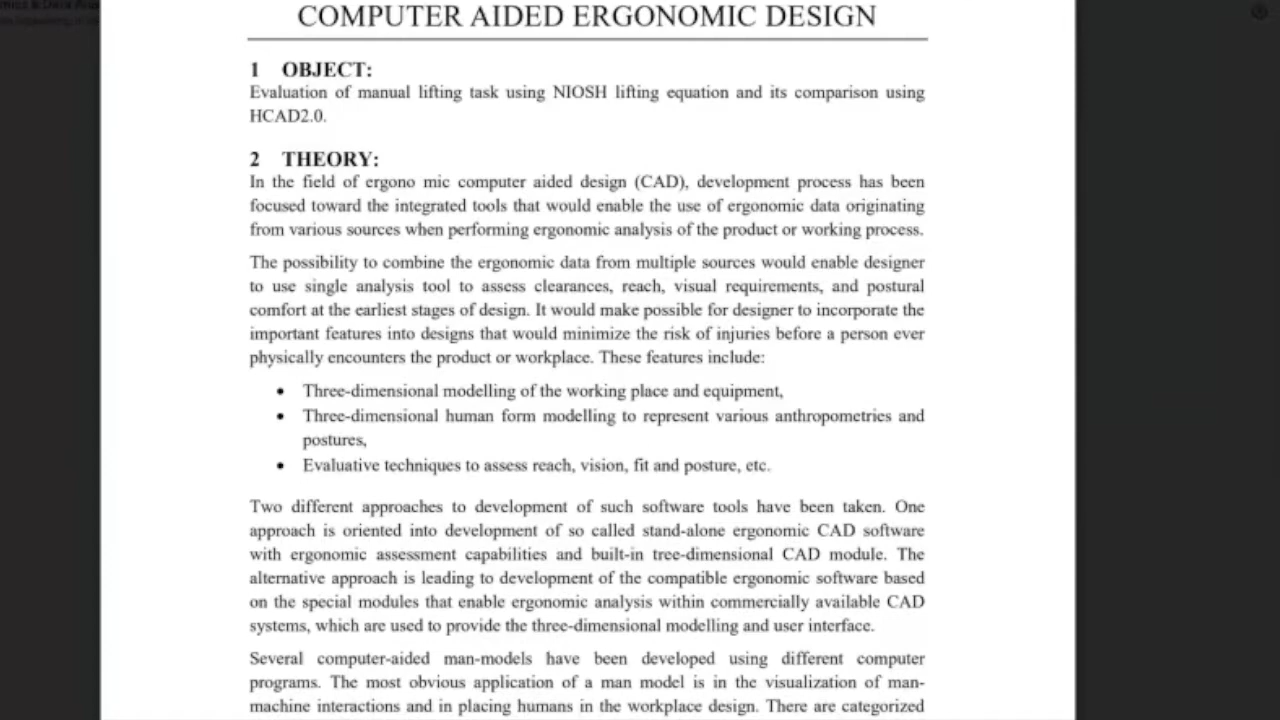 COMPUTER AIDED ERGONOMIC DESIGN
1 OBJECT:
Evaluation of manual lifting task using NIOSH lifting equation and its comparison using
HCAD2.0.
2 THEORY:
In the field of ergono mic computer aided design (CAD), development process has been
focused toward the integrated tools that would enable the use of ergonomic data originating
from various sources when performing ergonomic analysis of the product or working process.
The possibility to combine the ergonomic data from multiple sources would enable designer
to use single analysis tool to assess clearances, reach, visual requirements, and postural
comfort at the earliest stages of design. It would make possible for designer to incorporate the
important features into designs that would minimize the risk of injuries before a person ever
physically encounters the product or workplace. These features include:
• Three-dimensional modelling of the working place and equipment,
• Three-dimensional human form modelling to represent various anthropometries and
postures,
• Evaluative techniques to assess reach, vision, fit and posture, etc.
Two different approaches to development of such software tools have been taken. One
approach is oriented into development of so called stand-alone ergonomic CAD software
with ergonomic assessment capabilities and built-in tree-dimensional CAD module. The
alternative approach is leading to development of the compatible ergonomic software based
on the special modules that enable ergonomic analysis within commercially available CAD
systems, which are used to provide the three-dimensional modelling and user interface.
Several computer-aided man-models have been developed using different computer
programs. The most obvious application of a man model is in the visualization of man-
machine interactions and in placing humans in the workplace design. There are categorized